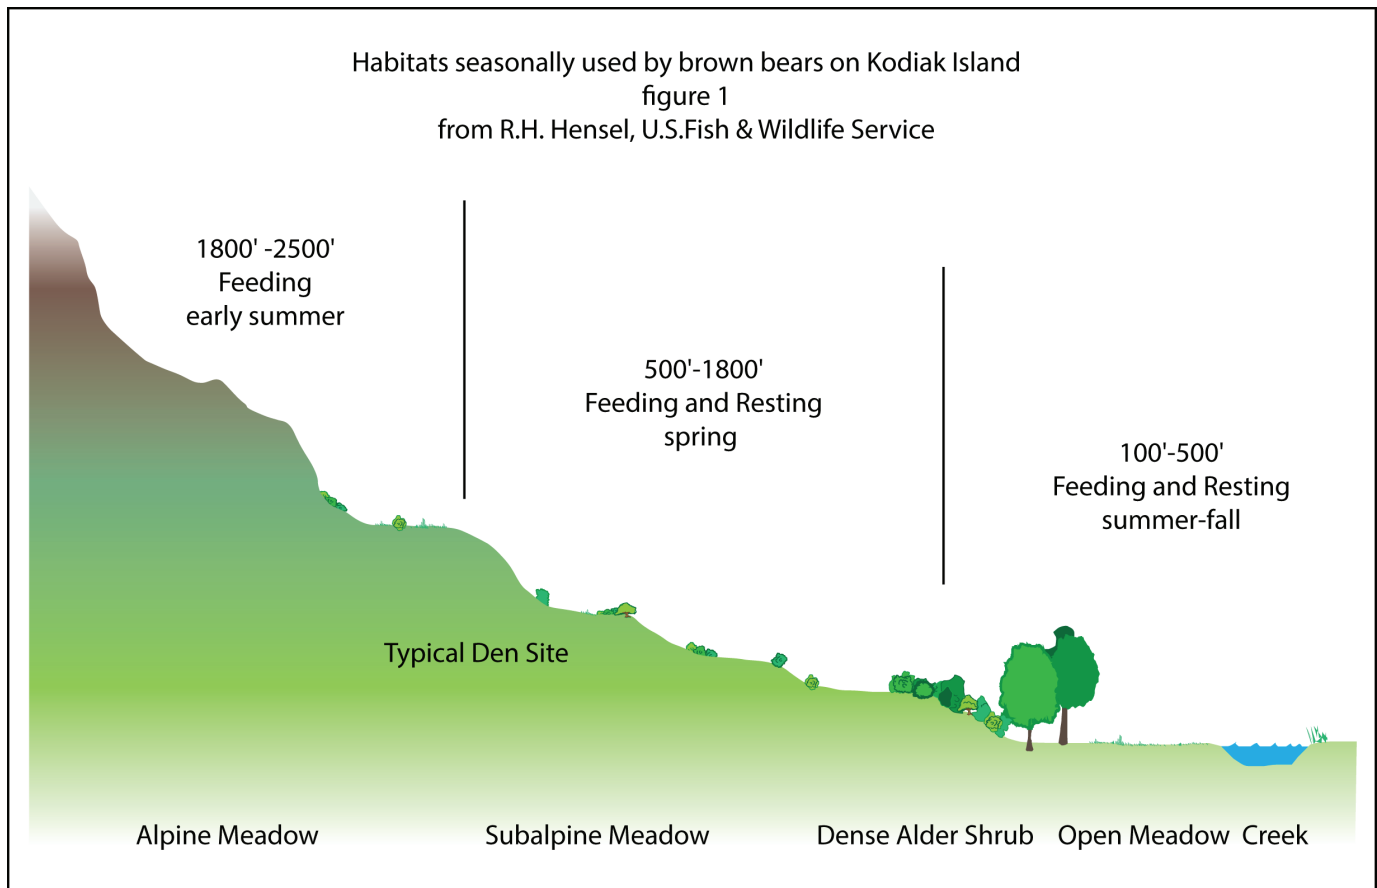 Habitats seasonally used by brown bears on Kodiak Island
figure 1
from R.H. Hensel, U.S.Fish & Wildlife Service
1800' -2500'
Feeding
early summer
500'-1800'
Feeding and Resting
spring
100'-500'
Feeding and Resting
summer-fall
Typical Den Site
Alpine Meadow
Subalpine Meadow
Dense Alder Shrub
Open Meadow
Creek